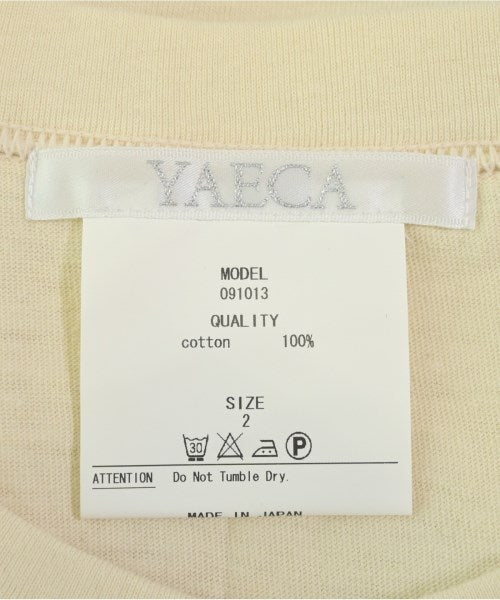 YAECA
MODEL
091013
QUALITY
cotton 100%
SIZE
2
30 P
ATTENTION Do Not Tumble Dry.
MADE IN JAPAN